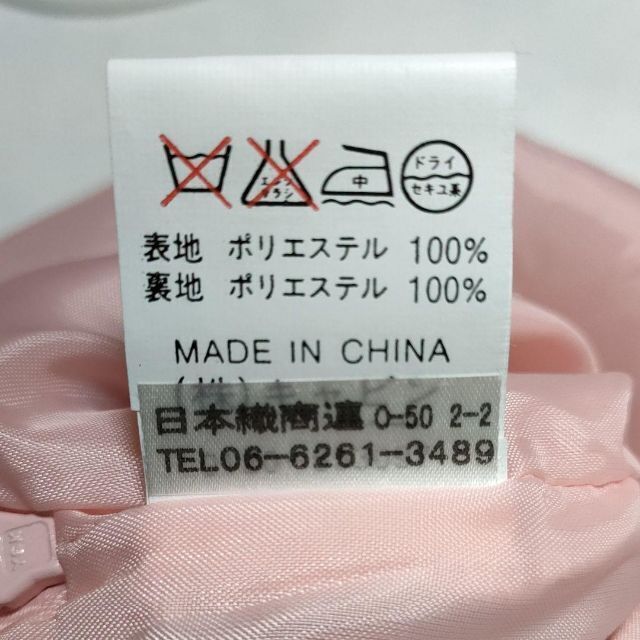 エンソ
サラシ
中
ドライ
セキユ系
表地 ポリエステル 100%
裏地 ポリエステル 100%
MADE IN CHINA
日本織商連 0-50 2-2
TEL06-6261-3489
YKK